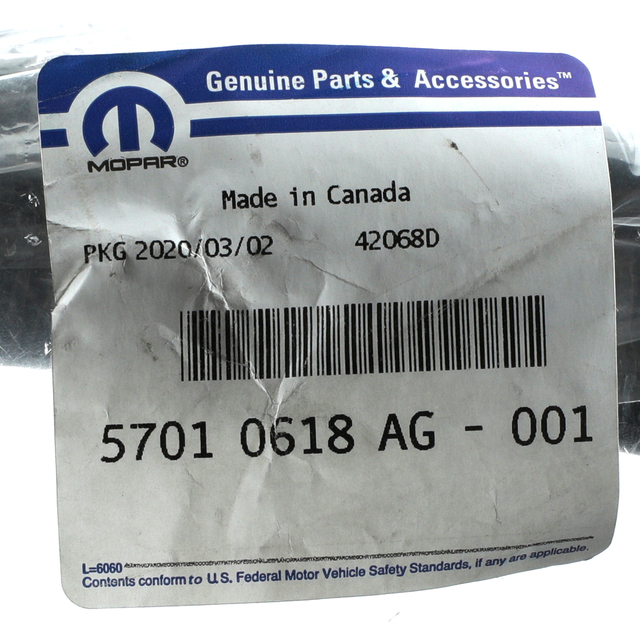 Genuine Parts & Accessories™
MOPAR®
Made in Canada
PKG 2020/03/02 42068D
5701 0618 AG - 001
L=6060
Contents conform to U.S. Federal Motor Vehicle Safety Standards, if any are applicable.